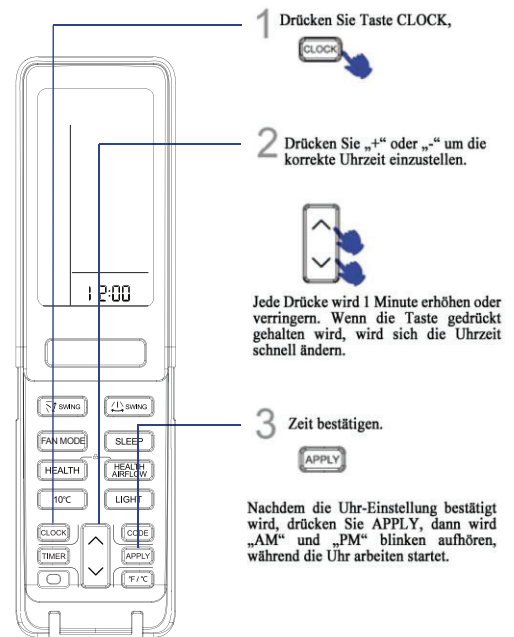 1 Drücken Sie Taste CLOCK,
CLOCK
2 Drücken Sie „+“ oder „-“ um die
korrekte Uhrzeit einzustellen.
Jede Drücke wird 1 Minute erhöhen oder
verringern. Wenn die Taste gedrückt
gehalten wird, wird sich die Uhrzeit
schnell ändern.
3 Zeit bestätigen.
APPLY
Nachdem die Uhr-Einstellung bestätigt
wird, drücken Sie APPLY, dann wird
„AM“ und „PM“ blinken aufhören,
während die Uhr arbeiten startet.
12:00
SWING SWING
FAN MODE SLEEP
HEALTH HEALTH
AIRFLOW
10℃ LIGHT
CLOCK CODE
TIMER APPLY
℉/℃